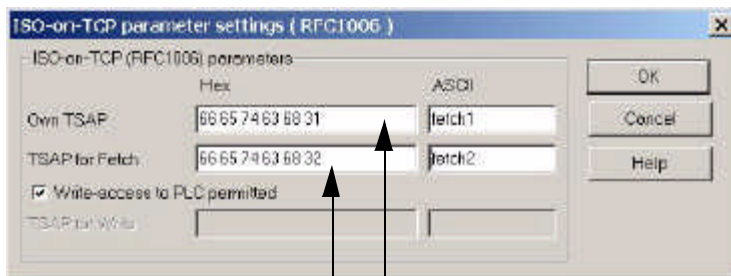 ISO-on-TCP parameter settings ( RFC1006 )
ISO-on-TCP (RFC1006) parameters
Hex ASCII
Own TSAP 66 65 74 63 68 31 fetch1
TSAP for Fetch 66 65 74 63 68 32 fetch2
Write-access to PLC permitted
TSAP for Write
OK
Cancel
Help